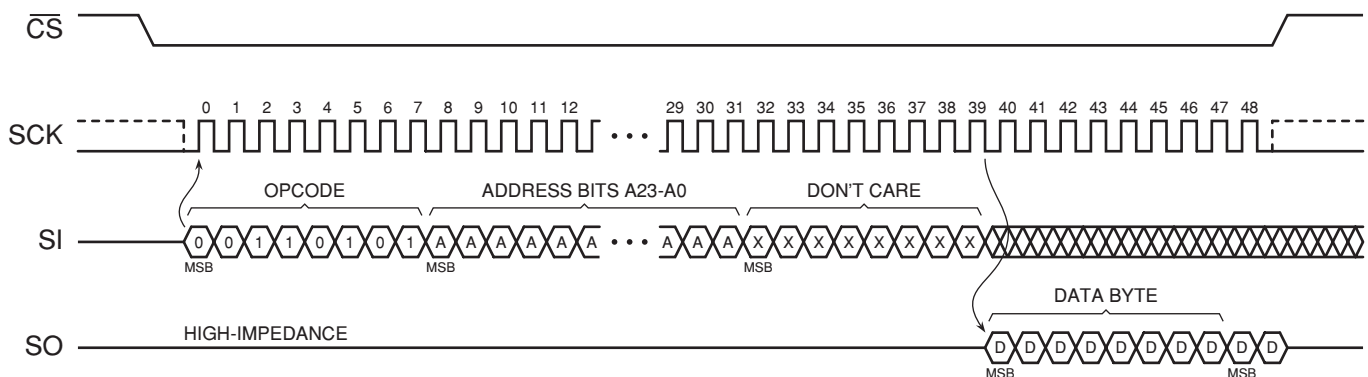 CS
0 1 2 3 4 5 6 7 8 9 10 11 12 29 30 31 32 33 34 35 36 37 38 39 40 41 42 43 44 45 46 47 48
SCK
OPCODE ADDRESS BITS A23-A0 DON'T CARE
SI 0 0 1 1 0 1 0 1 A A A A A A A A A X X X X X X X X
MSB MSB MSB
DATA BYTE
HIGH-IMPEDANCE
SO D D D D D D D D D D
MSB MSB